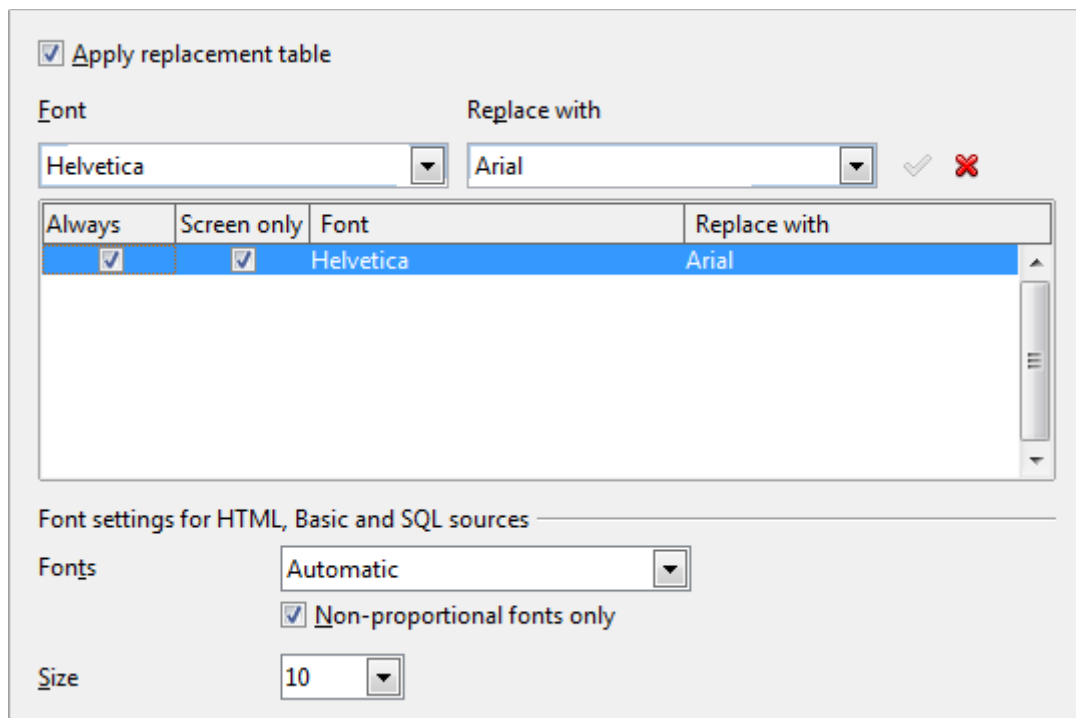 Apply replacement table
Font Replace with
Helvetica Arial
Always Screen only Font Replace with
Helvetica Arial
Font settings for HTML, Basic and SQL sources
Fonts Automatic
Non-proportional fonts only
Size 10